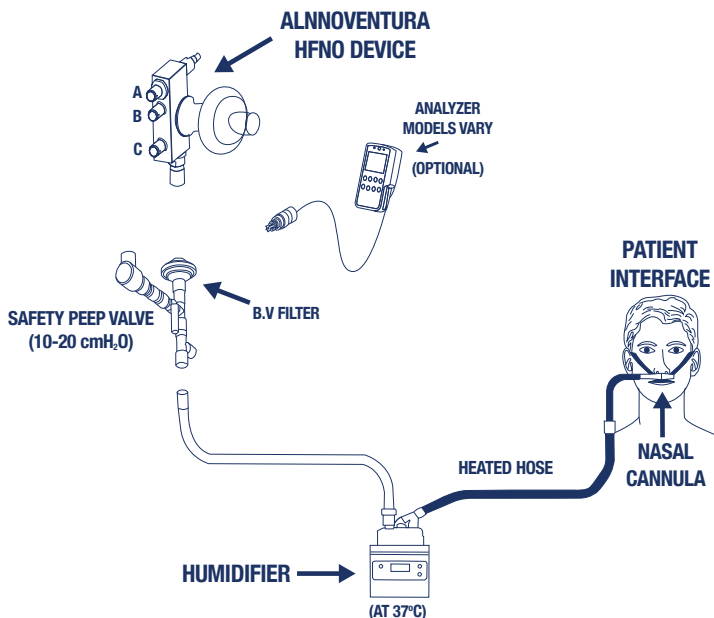 ALNNOVENTURA
HFNO DEVICE
A
B
C
ANALYZER
MODELS VARY
(OPTIONAL)
B.V FILTER
SAFETY PEEP VALVE
(10-20 cmH₂O)
PATIENT
INTERFACE
NASAL
CANNULA
HEATED HOSE
HUMIDIFIER
(AT 37ºC)